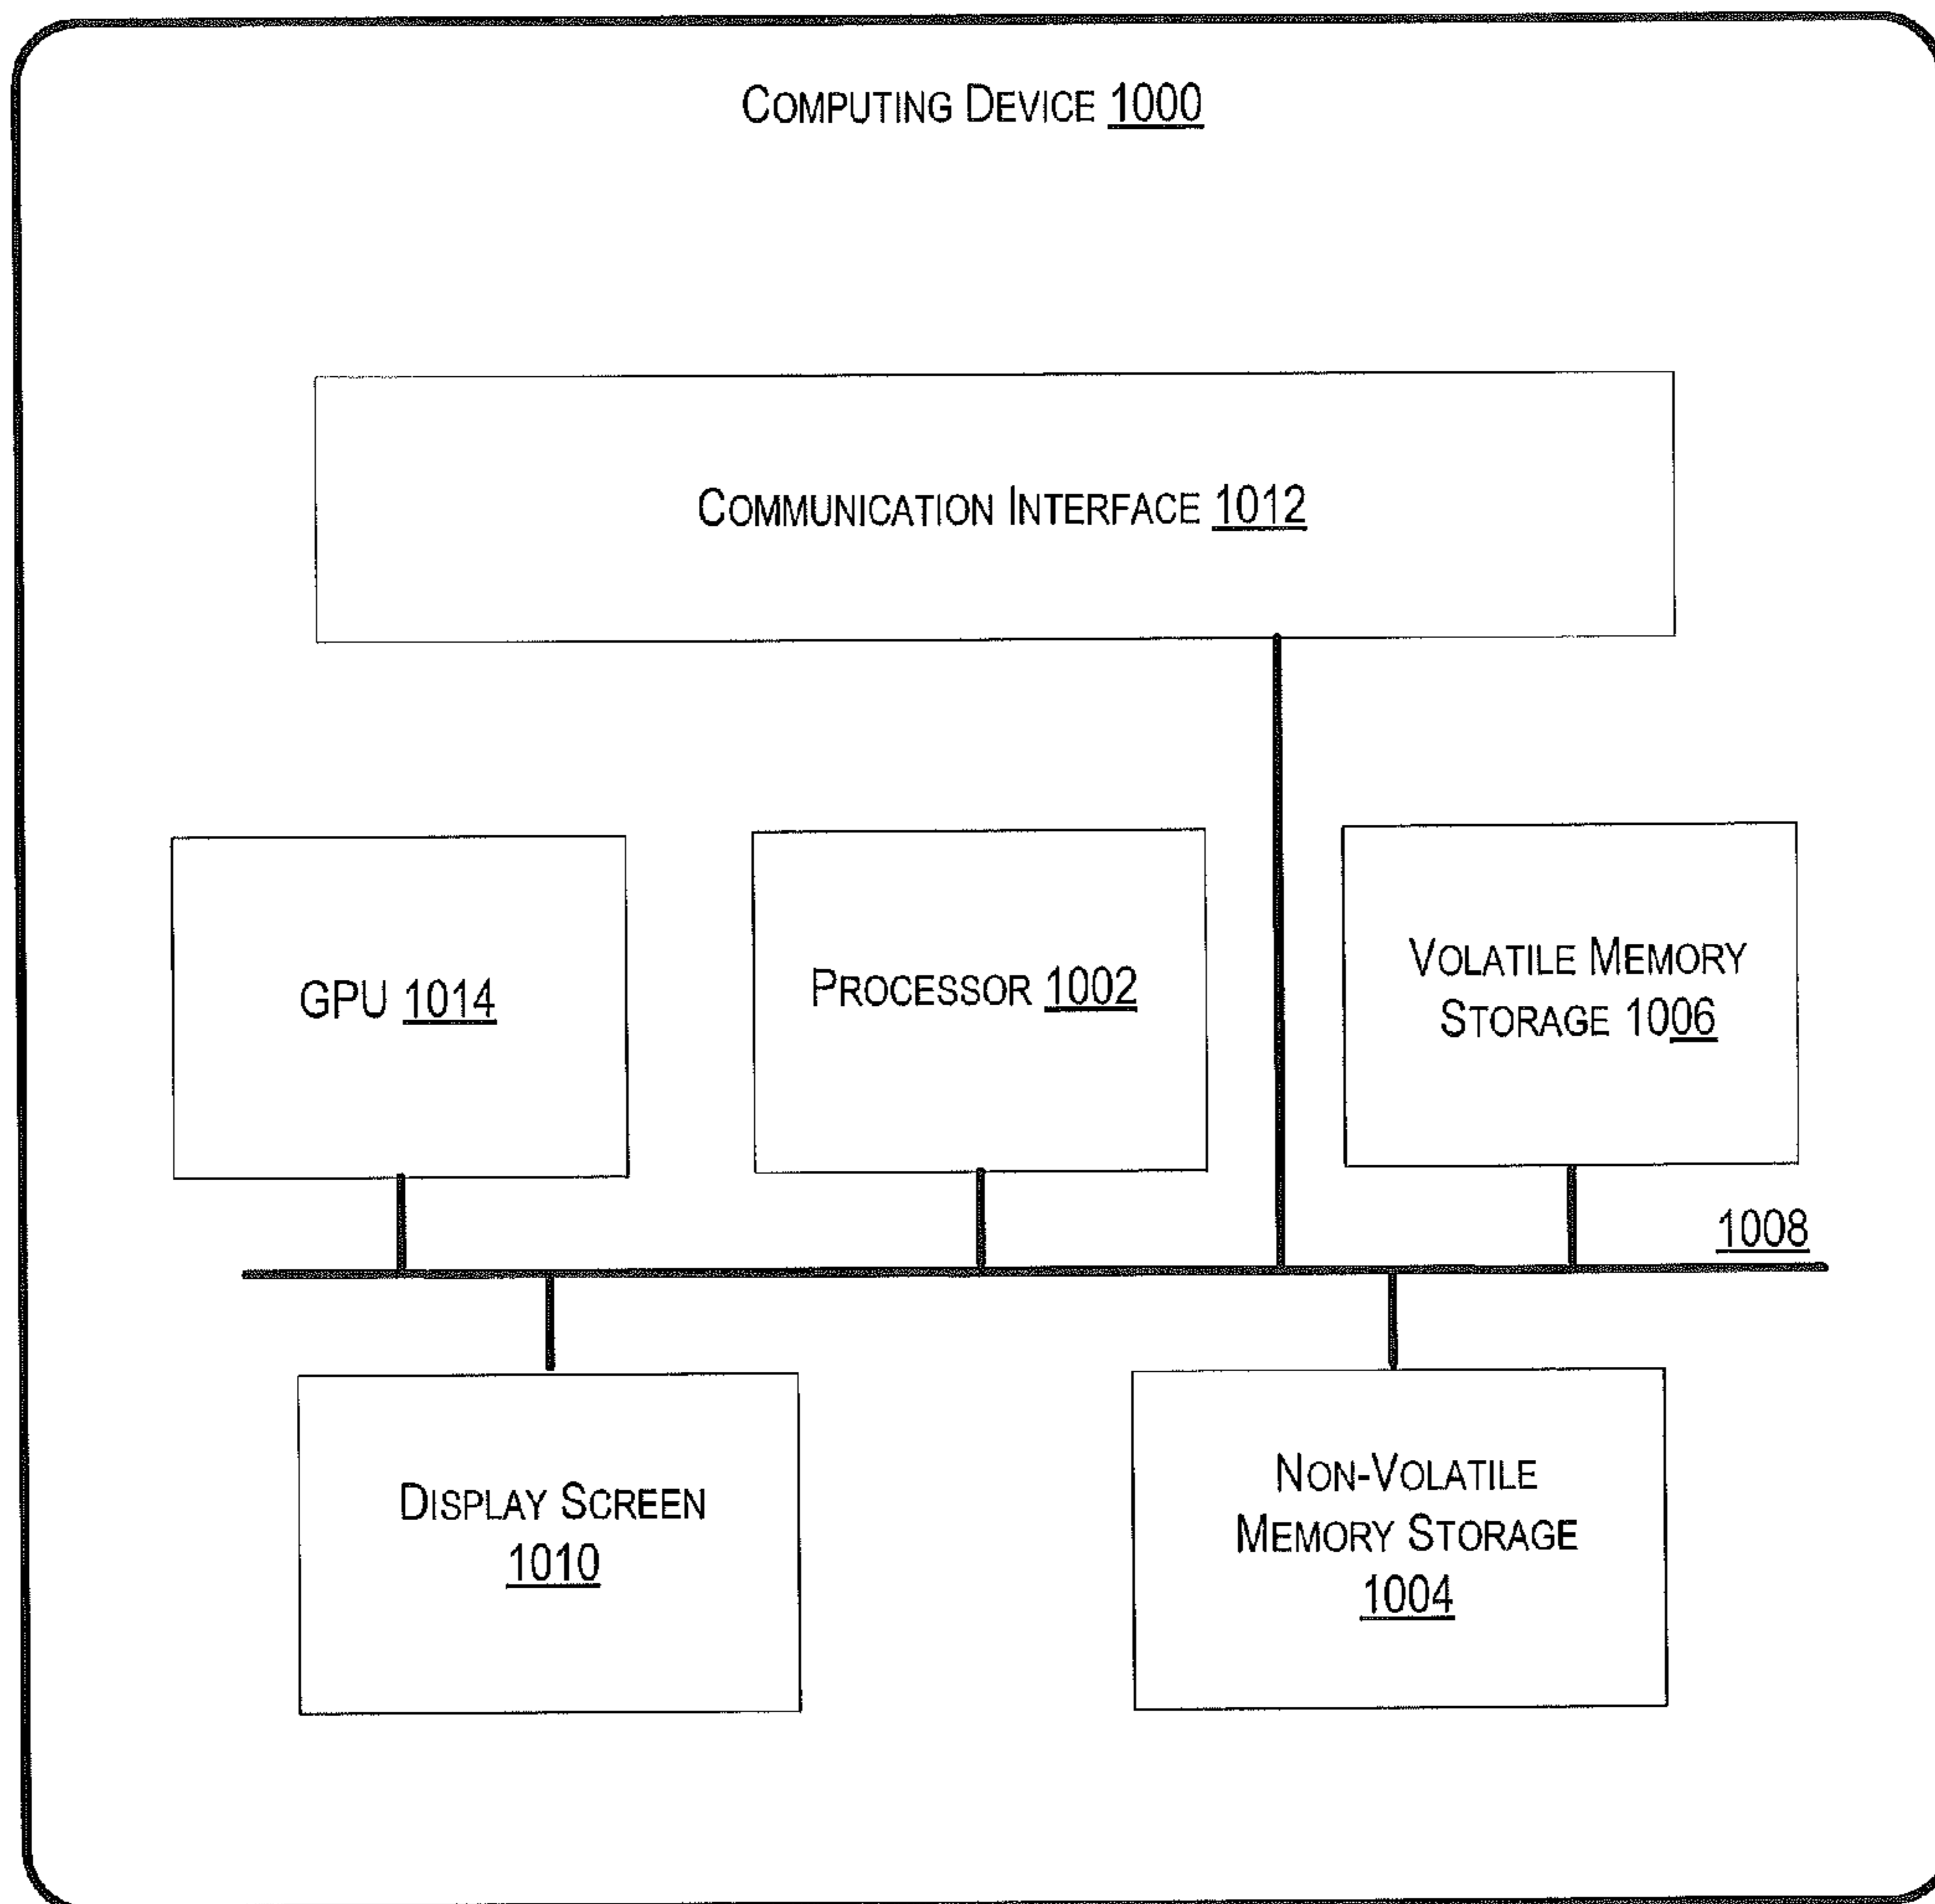 COMPUTING DEVICE 1000
COMMUNICATION INTERFACE 1012
GPU 1014
PROCESSOR 1002
VOLATILE MEMORY
STORAGE 1006
1008
DISPLAY SCREEN
1010
NON-VOLATILE
MEMORY STORAGE
1004